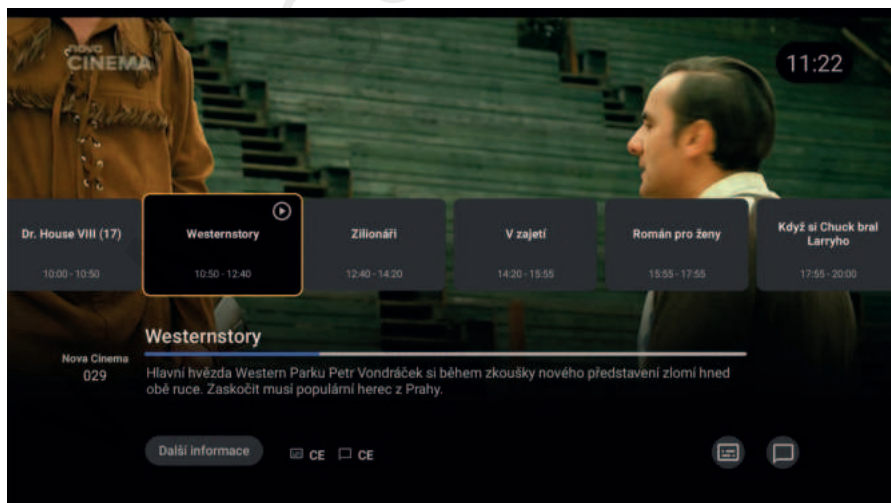 nova
CINEMA
11:22
Dr. House VIII (17)
10:00 - 10:50
Westernstory
10:50 - 12:40
Zilionáři
12:40 - 14:20
V zajetí
14:20 - 15:55
Román pro ženy
15:55 - 17:55
Když si Chuck bral
Larryho
17:55 - 20:00
Westernstory
Nova Cinema
029
Hlavní hvězda Western Parku Petr Vondráček si během zkoušky nového představení zlomí hned
obě ruce. Zaskočit musí populární herec z Prahy.
Další informace
CE
CE